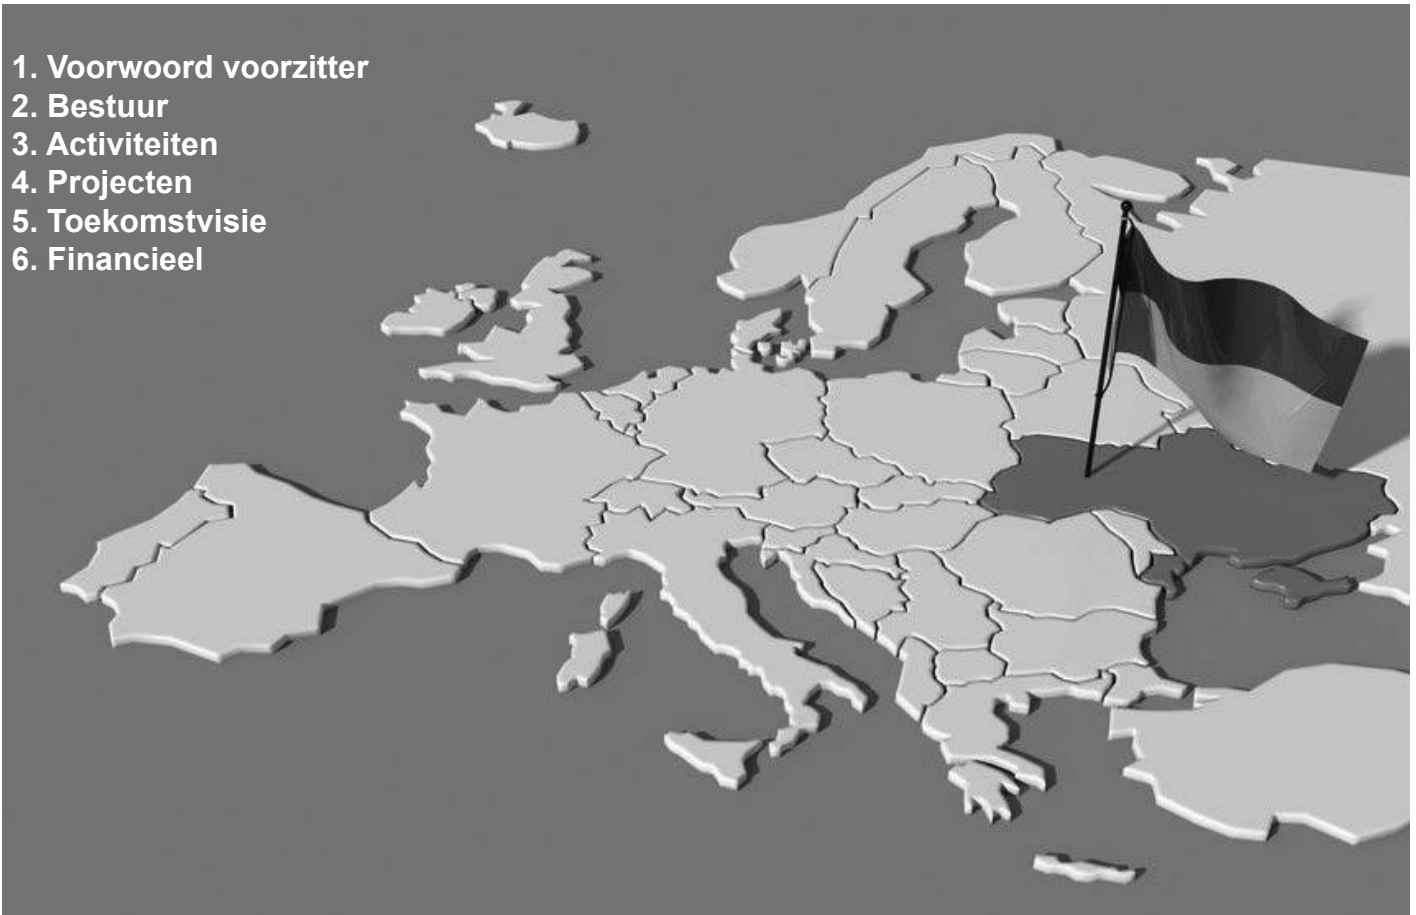 1. Voorwoord voorzitter
2. Bestuur
3. Activiteiten
4. Projecten
5. Toekomstvisie
6. Financieel